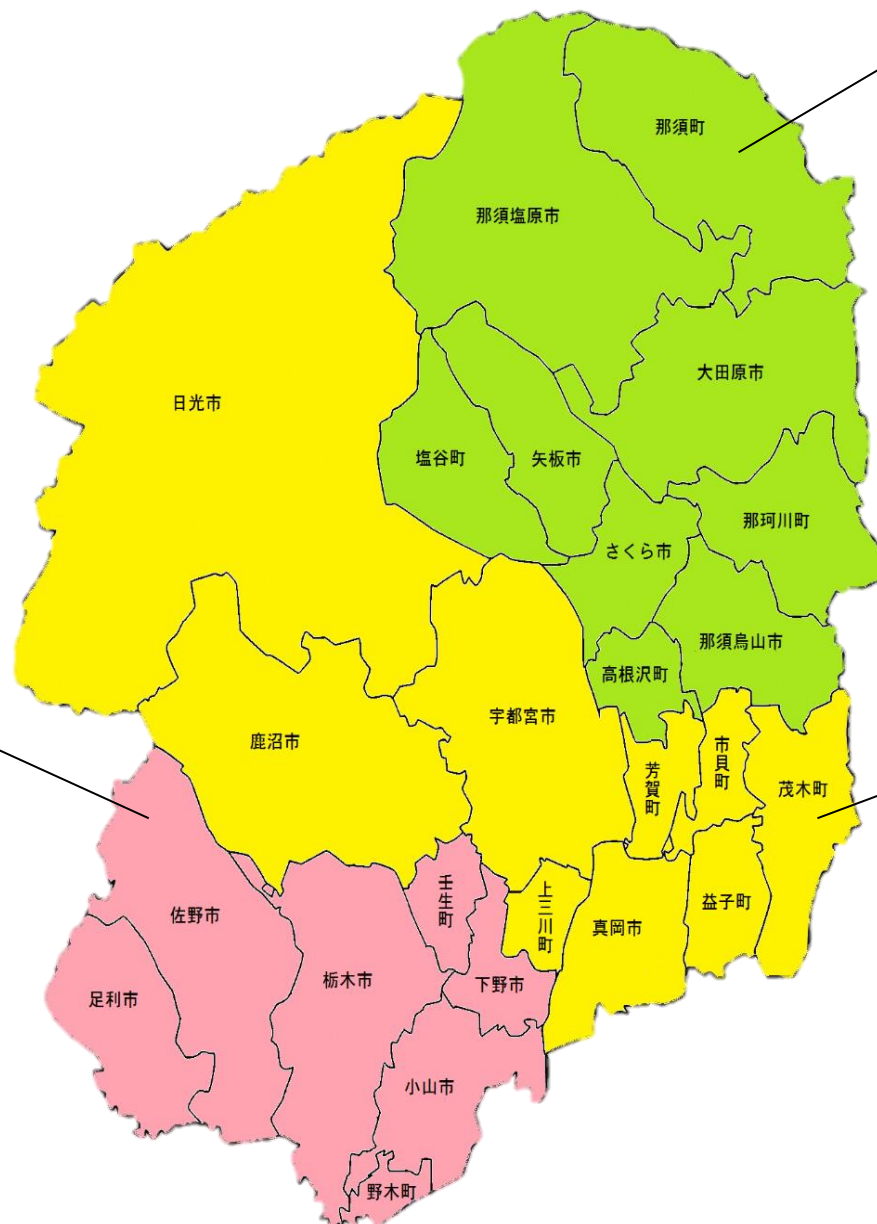 那須町
那須塩原市
大田原市
日光市
塩谷町
矢板市
那珂川町
さくら市
那須烏山市
高根沢町
宇都宮市
鹿沼市
芳賀町
市貝町
茂木町
壬生町
上三川町
益子町
佐野市
真岡市
栃木市
下野市
足利市
小山市
野木町